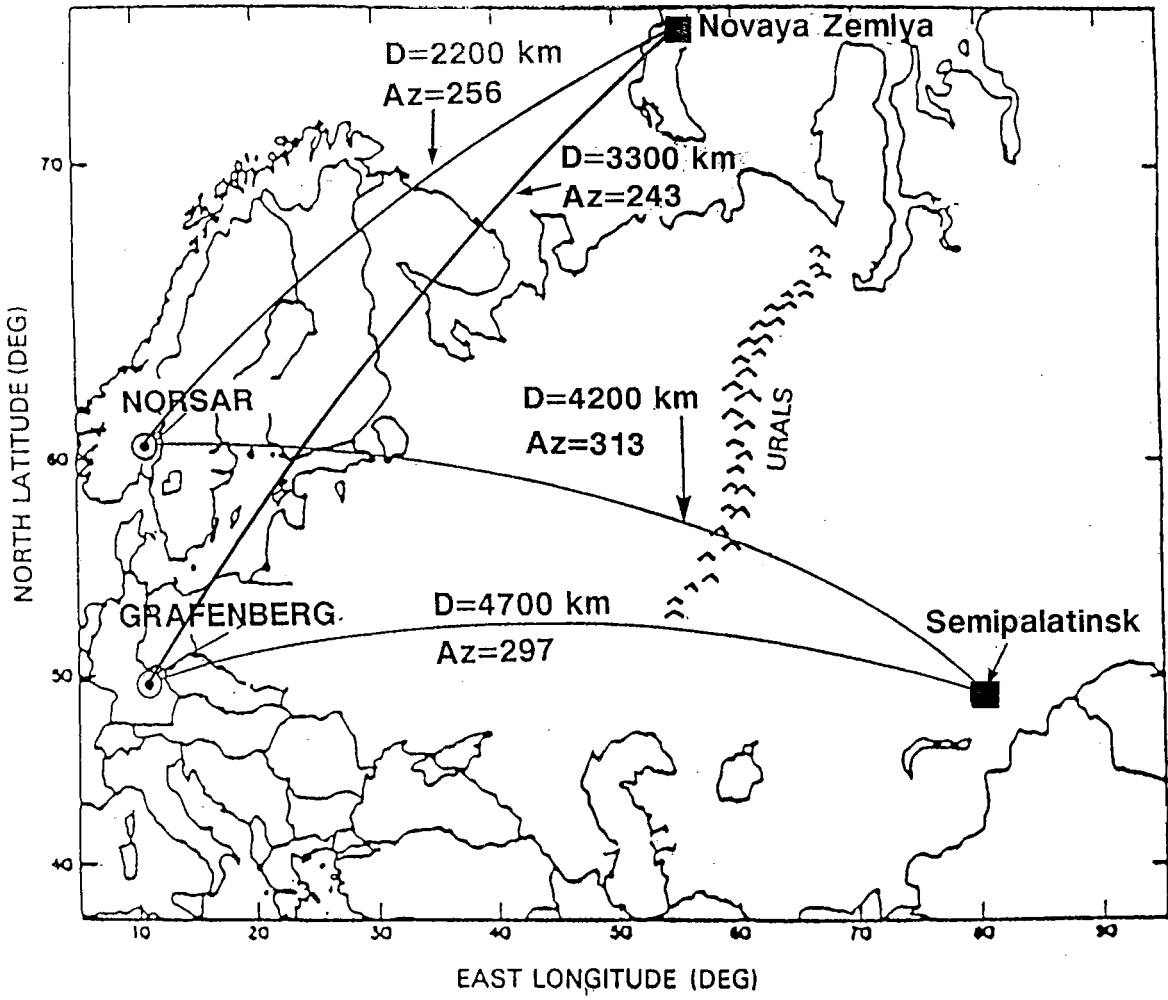 Novaya Zemlya
D=2200 km
Az=256
70
D=3300 km
Az=243
NORTH LATITUDE (DEG)
NORSAR
D=4200 km
Az=313
URALS
60
GRAFENBERG
D=4700 km
Az=297
Semipalatinsk
50
40
10 20 30 40 50 60 70 80 90
EAST LONGITUDE (DEG)